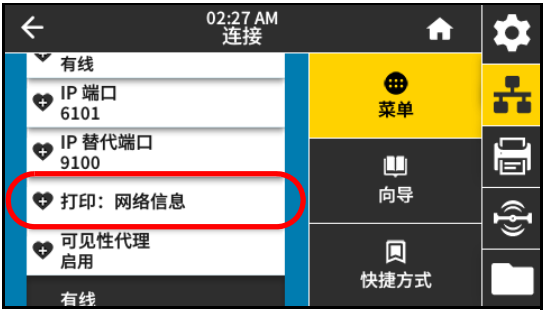 02:27 AM
连接
有线
IP 端口
6101
IP 替代端口
9100
打印：网络信息
可见性代理
启用
有线
菜单
向导
快捷方式